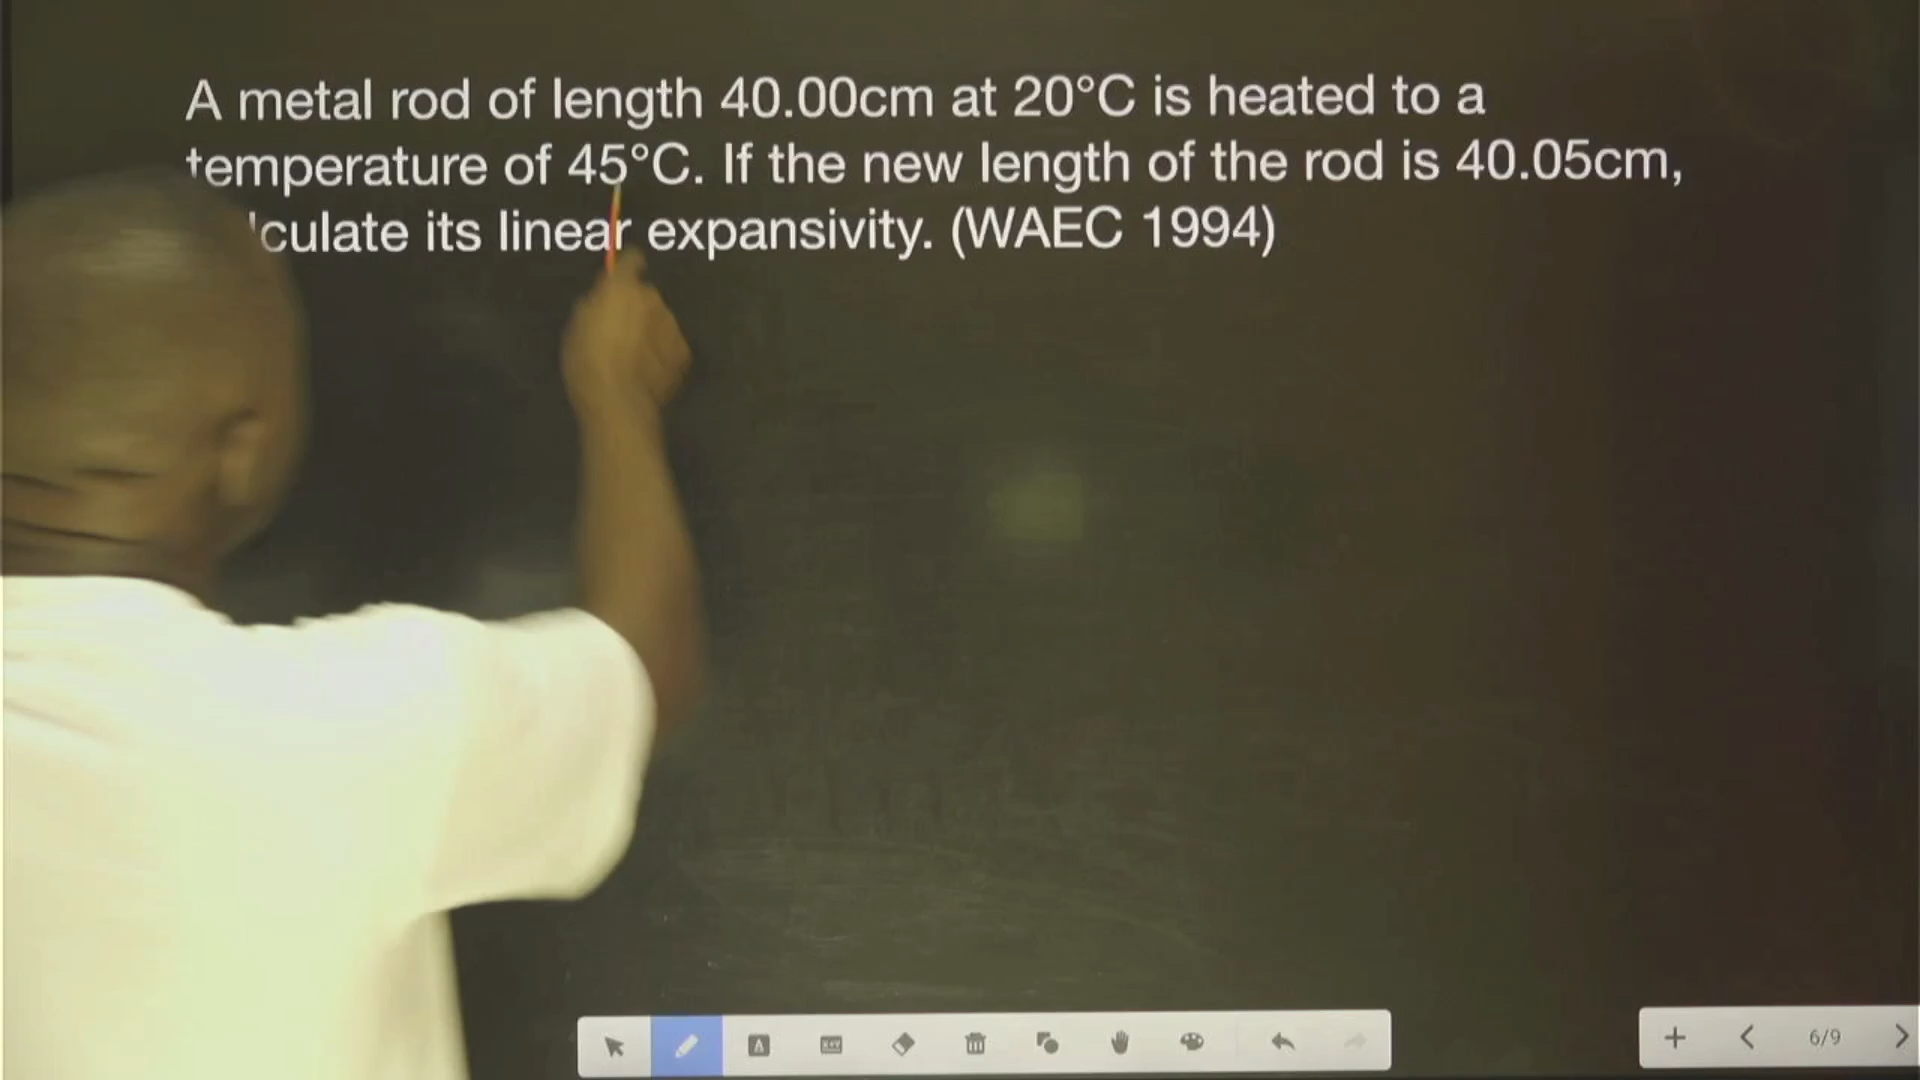 A metal rod of length 40.00cm at 20°C is heated to a
temperature of 45°C. If the new length of the rod is 40.05cm,
lculate its linear expansivity. (WAEC 1994)
6/9